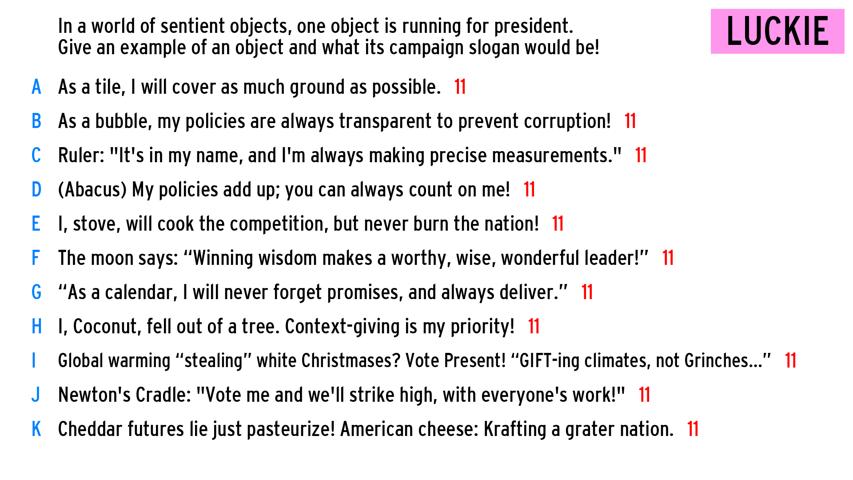 In a world of sentient objects, one object is running for president.
Give an example of an object and what its campaign slogan would be!
LUCKIE
A As a tile, I will cover as much ground as possible. 11
B As a bubble, my policies are always transparent to prevent corruption! 11
C Ruler: "It's in my name, and I'm always making precise measurements." 11
D (Abacus) My policies add up; you can always count on me! 11
E I, stove, will cook the competition, but never burn the nation! 11
F The moon says: “Winning wisdom makes a worthy, wise, wonderful leader!” 11
G “As a calendar, I will never forget promises, and always deliver.” 11
H I, Coconut, fell out of a tree. Context-giving is my priority! 11
I Global warming “stealing” white Christmases? Vote Present! “GIFT-ing climates, not Grinches...” 11
J Newton's Cradle: "Vote me and we'll strike high, with everyone's work!" 11
K Cheddar futures lie just pasteurize! American cheese: Krafting a grater nation. 11